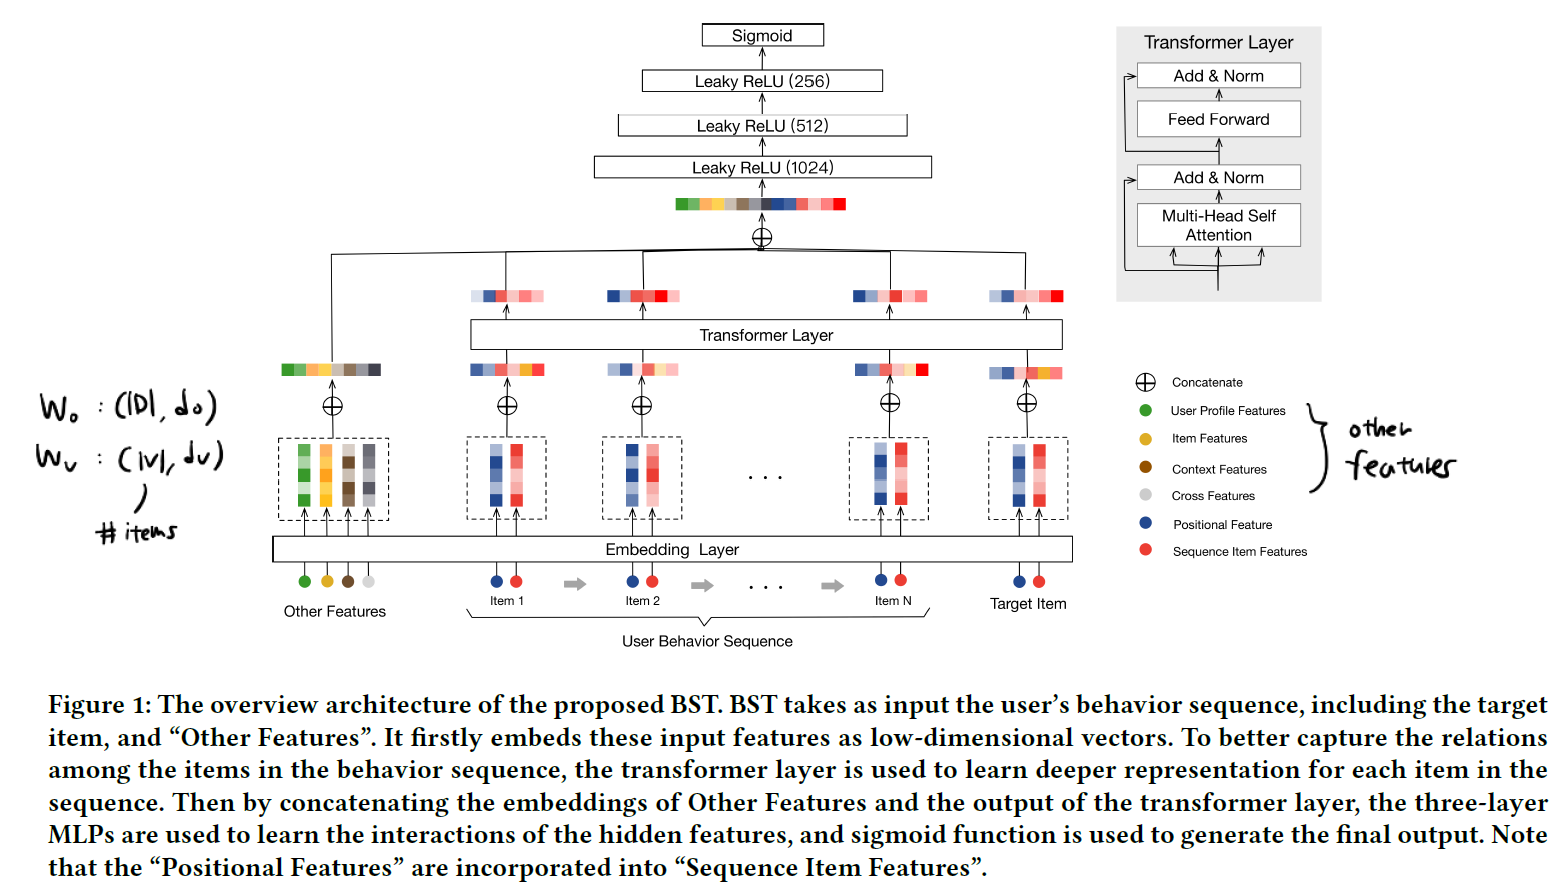 Sigmoid
Leaky ReLU (256)
Leaky ReLU (512)
Leaky ReLU (1024)
Transformer Layer
Add & Norm
Feed Forward
Add & Norm
Multi-Head Self
Attention
Transformer Layer
Wo : (|D|, do)
Wv : (|V|, dv)
# items
Concatenate
User Profile Features
Item Features
Context Features
Cross Features
Positional Feature
Sequence Item Features
other
features
Embedding Layer
Other Features
Item 1
Item 2
. . .
Item N
Target Item
User Behavior Sequence
Figure 1: The overview architecture of the proposed BST. BST takes as input the user’s behavior sequence, including the target
item, and “Other Features”. It firstly embeds these input features as low-dimensional vectors. To better capture the relations
among the items in the behavior sequence, the transformer layer is used to learn deeper representation for each item in the
sequence. Then by concatenating the embeddings of Other Features and the output of the transformer layer, the three-layer
MLPs are used to learn the interactions of the hidden features, and sigmoid function is used to generate the final output. Note
that the “Positional Features” are incorporated into “Sequence Item Features”.